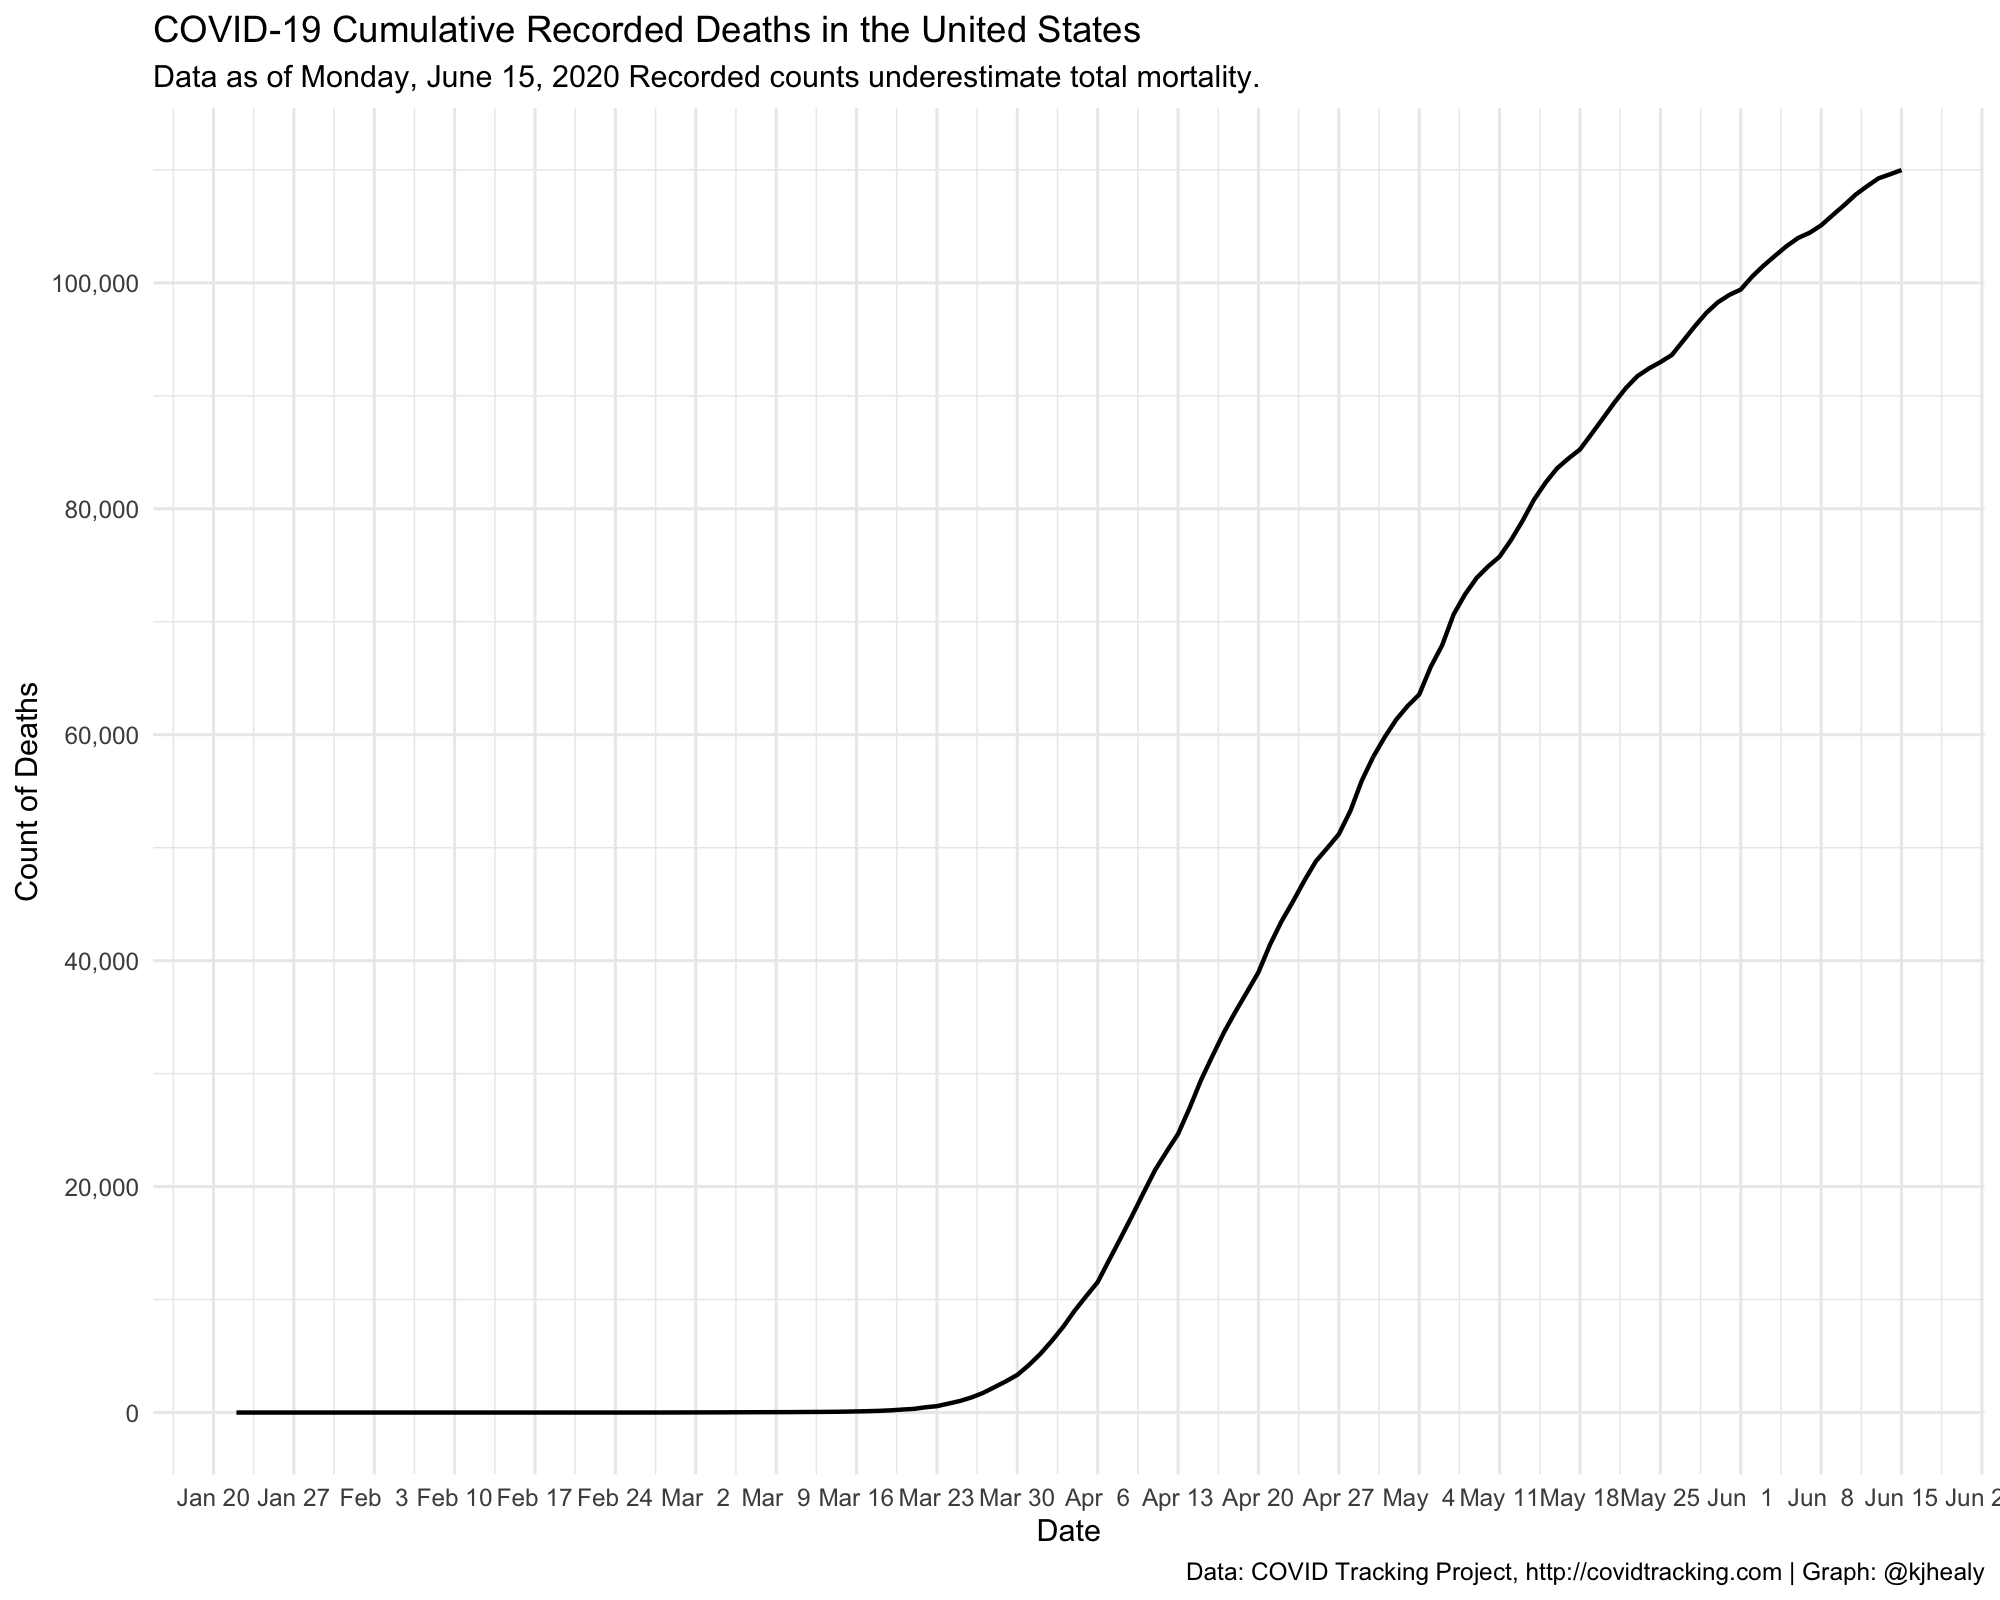 COVID-19 Cumulative Recorded Deaths in the United States
Data as of Monday, June 15, 2020 Recorded counts underestimate total mortality.
100,000
80,000
60,000
40,000
20,000
0
Count of Deaths
Jan 20 Jan 27 Feb 3 Feb 10 Feb 17 Feb 24 Mar 2 Mar 9 Mar 16 Mar 23 Mar 30 Apr 6 Apr 13 Apr 20 Apr 27 May 4 May 11 May 18 May 25 Jun 1 Jun 8 Jun 15 Jun 2
Date
Data: COVID Tracking Project, http://covidtracking.com | Graph: @kjhealy